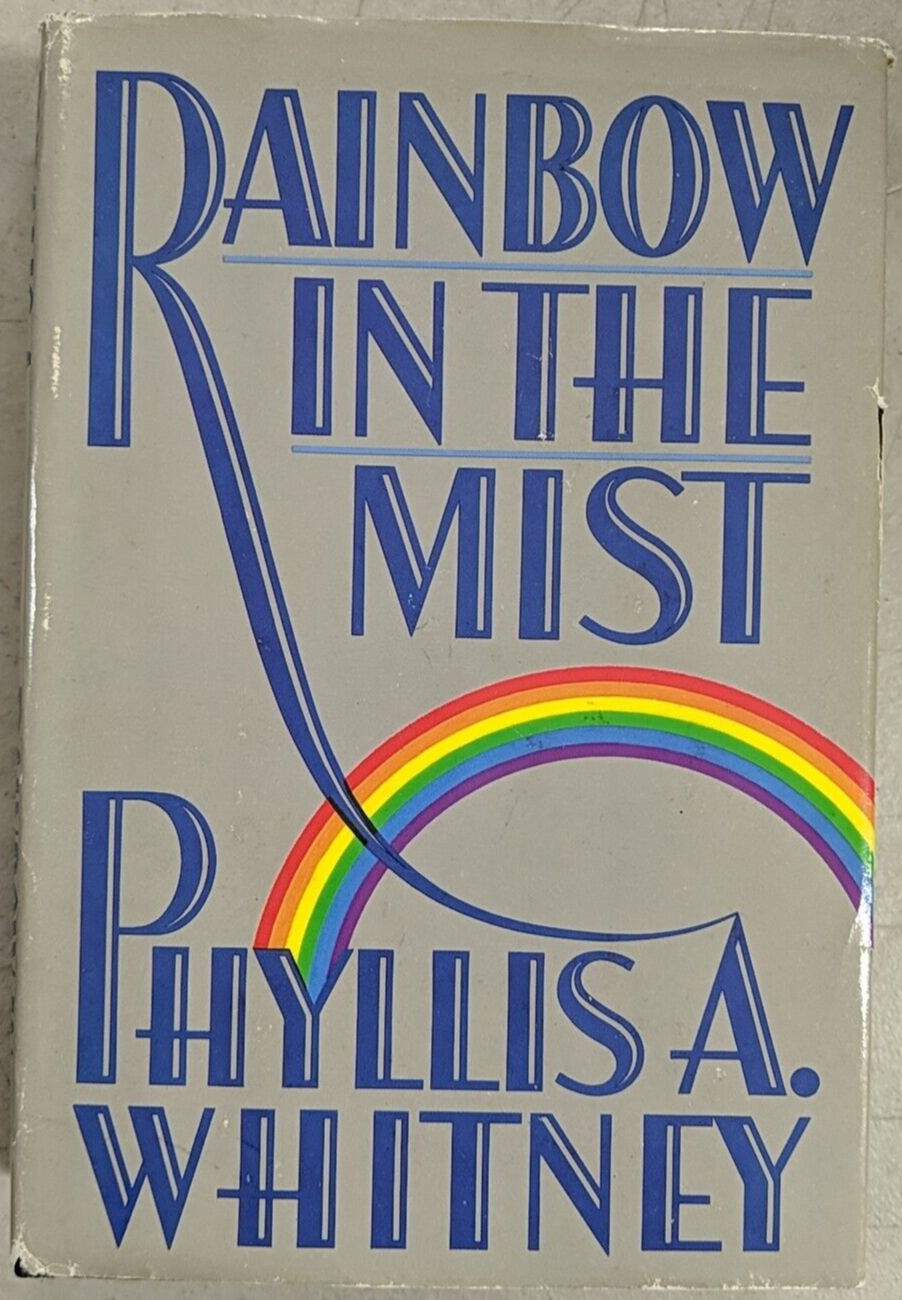 RAINBOW
IN THE
MIST
PHYLLIS A.
WHITNEY